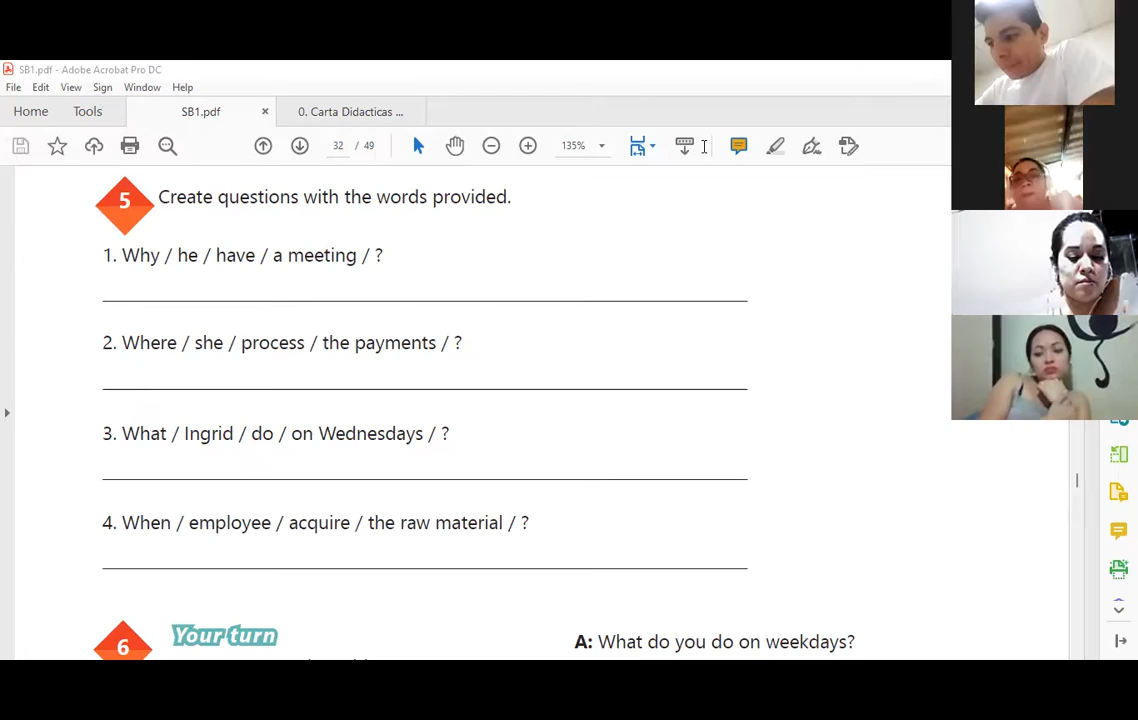 SB1.pdf - Adobe Acrobat Pro DC
File Edit View Sign Window Help
Home Tools SB1.pdf × 0. Carta Didacticas ...
32 / 49 135%
5 Create questions with the words provided.
1. Why / he / have / a meeting / ?
2. Where / she / process / the payments / ?
3. What / Ingrid / do / on Wednesdays / ?
4. When / employee / acquire / the raw material / ?
6 Your turn
A: What do you do on weekdays?